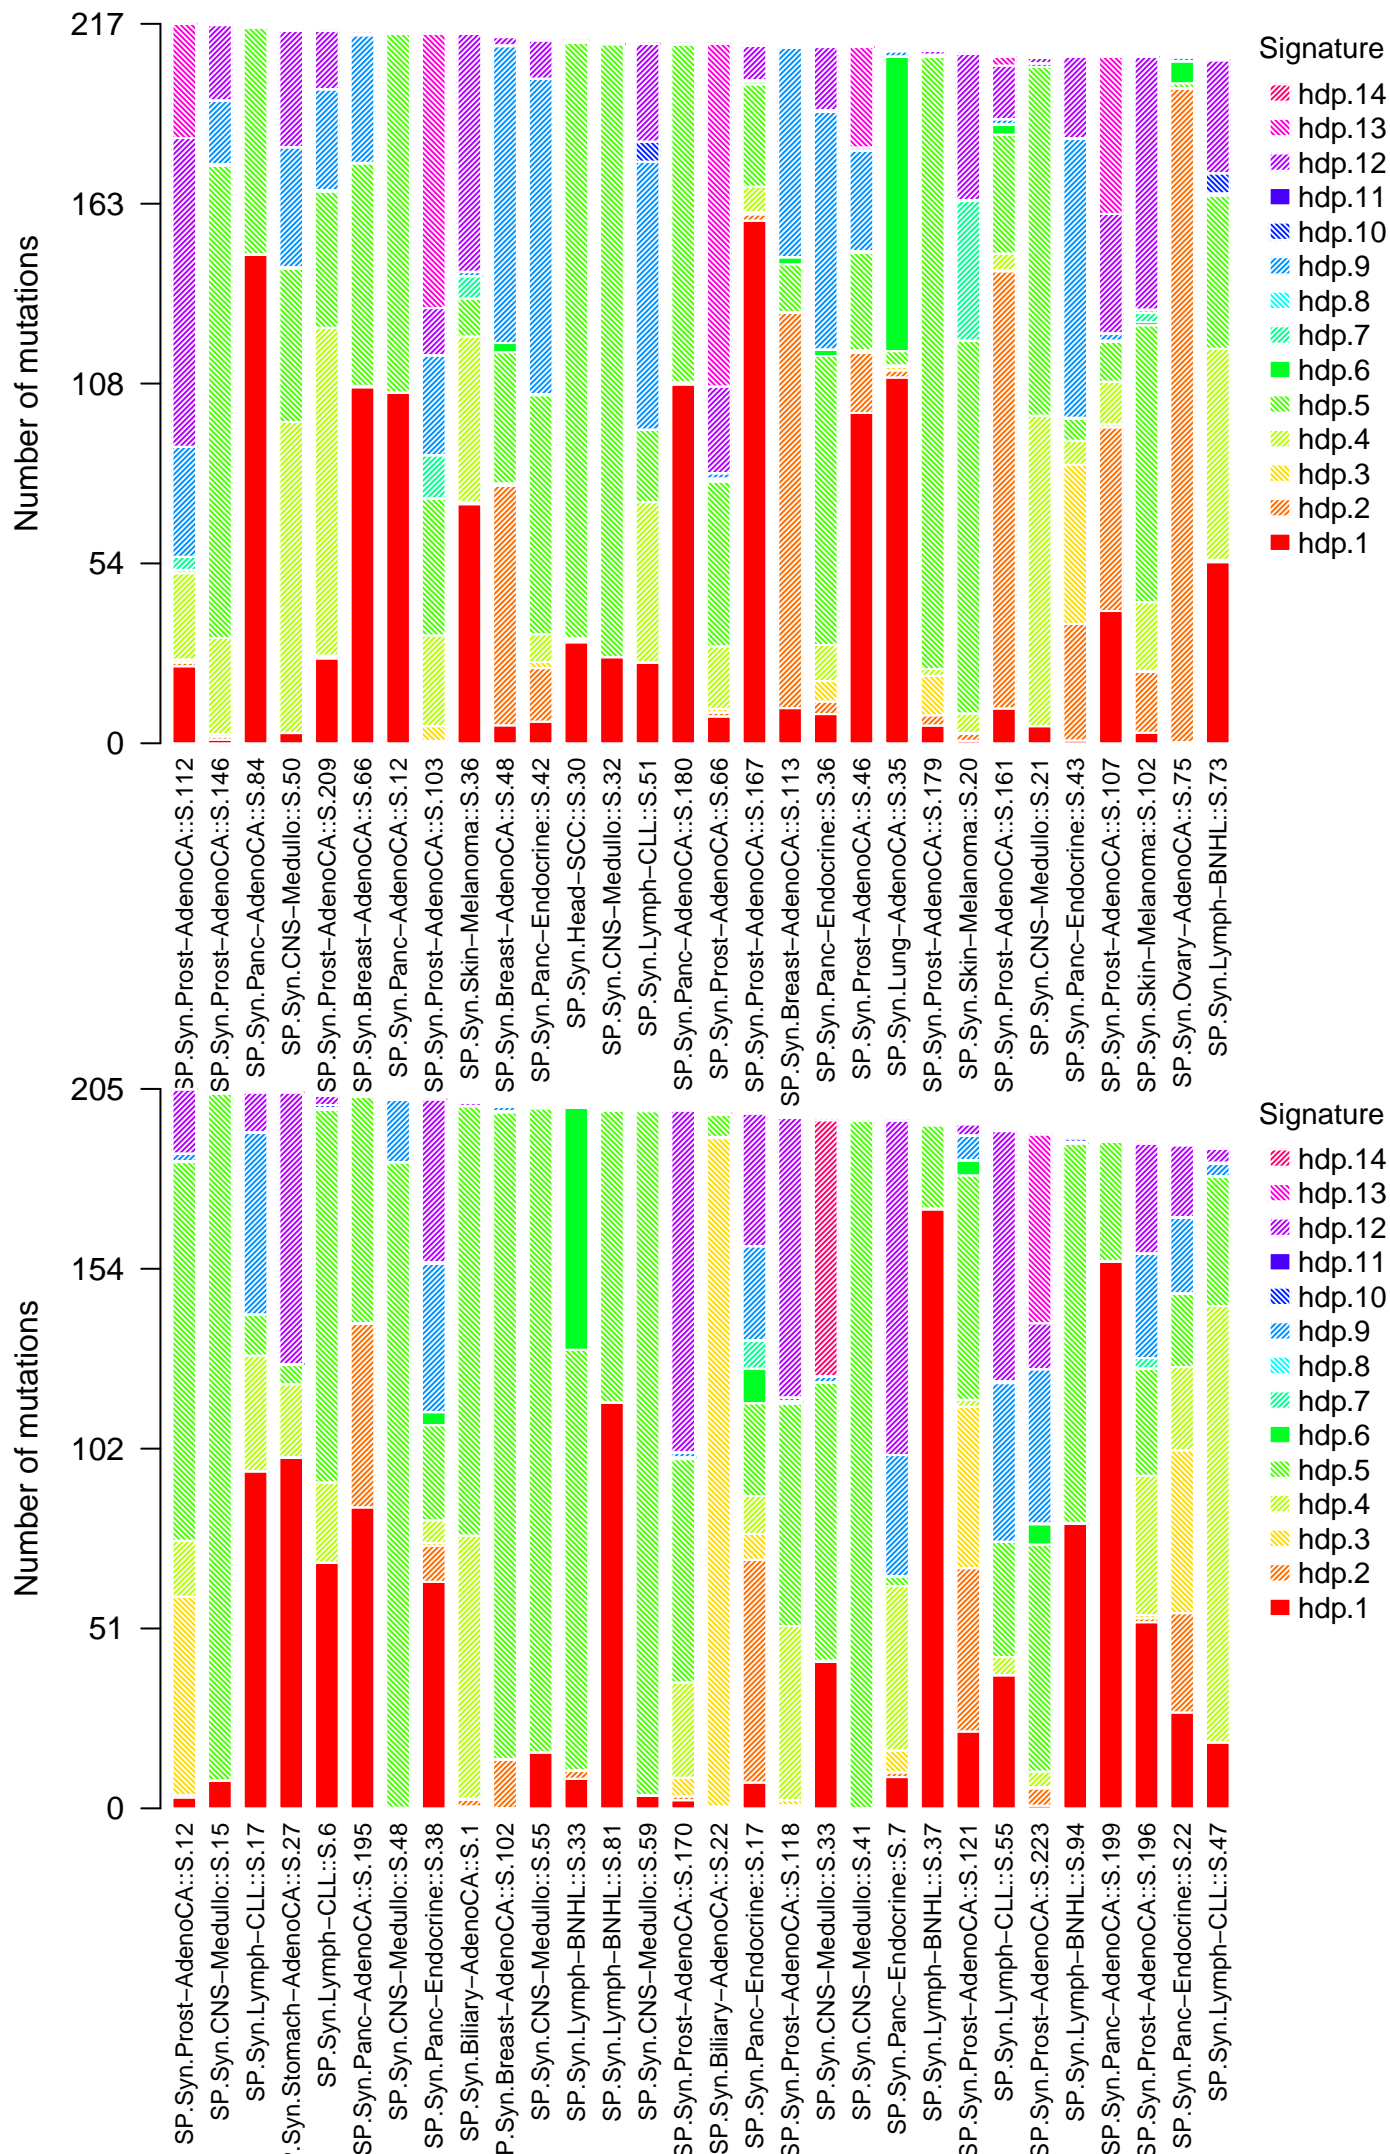 Number of mutations
217
163
108
54
0
Signature
hdp.14
hdp.13
hdp.12
hdp.11
hdp.10
hdp.9
hdp.8
hdp.7
hdp.6
hdp.5
hdp.4
hdp.3
hdp.2
hdp.1
SP.Syn.Prost−AdenoCA::S.112
SP.Syn.Prost−AdenoCA::S.146
SP.Syn.Panc−AdenoCA::S.84
SP.Syn.CNS−Medullo::S.50
SP.Syn.Prost−AdenoCA::S.209
SP.Syn.Breast−AdenoCA::S.66
SP.Syn.Panc−AdenoCA::S.12
SP.Syn.Prost−AdenoCA::S.103
SP.Syn.Skin−Melanoma::S.36
SP.Syn.Breast−AdenoCA::S.48
SP.Syn.Panc−Endocrine::S.42
SP.Syn.Head−SCC::S.30
SP.Syn.CNS−Medullo::S.32
SP.Syn.Lymph−CLL::S.51
SP.Syn.Panc−AdenoCA::S.180
SP.Syn.Prost−AdenoCA::S.66
SP.Syn.Prost−AdenoCA::S.167
SP.Syn.Breast−AdenoCA::S.113
SP.Syn.Panc−Endocrine::S.36
SP.Syn.Prost−AdenoCA::S.46
SP.Syn.Lung−AdenoCA::S.35
SP.Syn.Prost−AdenoCA::S.179
SP.Syn.Skin−Melanoma::S.20
SP.Syn.Prost−AdenoCA::S.161
SP.Syn.CNS−Medullo::S.21
SP.Syn.Panc−Endocrine::S.43
SP.Syn.Prost−AdenoCA::S.107
SP.Syn.Skin−Melanoma::S.102
SP.Syn.Ovary−AdenoCA::S.75
SP.Syn.Lymph−BNHL::S.73
Number of mutations
205
154
102
51
0
Signature
hdp.14
hdp.13
hdp.12
hdp.11
hdp.10
hdp.9
hdp.8
hdp.7
hdp.6
hdp.5
hdp.4
hdp.3
hdp.2
hdp.1
SP.Syn.Prost−AdenoCA::S.12
SP.Syn.CNS−Medullo::S.15
SP.Syn.Lymph−CLL::S.17
P.Syn.Stomach−AdenoCA::S.27
SP.Syn.Lymph−CLL::S.6
SP.Syn.Panc−AdenoCA::S.195
SP.Syn.CNS−Medullo::S.48
SP.Syn.Panc−Endocrine::S.38
SP.Syn.Biliary−AdenoCA::S.1
SP.Syn.Breast−AdenoCA::S.102
SP.Syn.CNS−Medullo::S.55
SP.Syn.Lymph−BNHL::S.33
SP.Syn.Lymph−BNHL::S.81
SP.Syn.CNS−Medullo::S.59
SP.Syn.Prost−AdenoCA::S.170
SP.Syn.Biliary−AdenoCA::S.22
SP.Syn.Panc−Endocrine::S.17
SP.Syn.Prost−AdenoCA::S.118
SP.Syn.CNS−Medullo::S.33
SP.Syn.CNS−Medullo::S.41
SP.Syn.Panc−Endocrine::S.7
SP.Syn.Lymph−BNHL::S.37
SP.Syn.Prost−AdenoCA::S.121
SP.Syn.Lymph−CLL::S.55
SP.Syn.Prost−AdenoCA::S.223
SP.Syn.Lymph−BNHL::S.94
SP.Syn.Panc−AdenoCA::S.199
SP.Syn.Prost−AdenoCA::S.196
SP.Syn.Panc−Endocrine::S.22
SP.Syn.Lymph−CLL::S.47